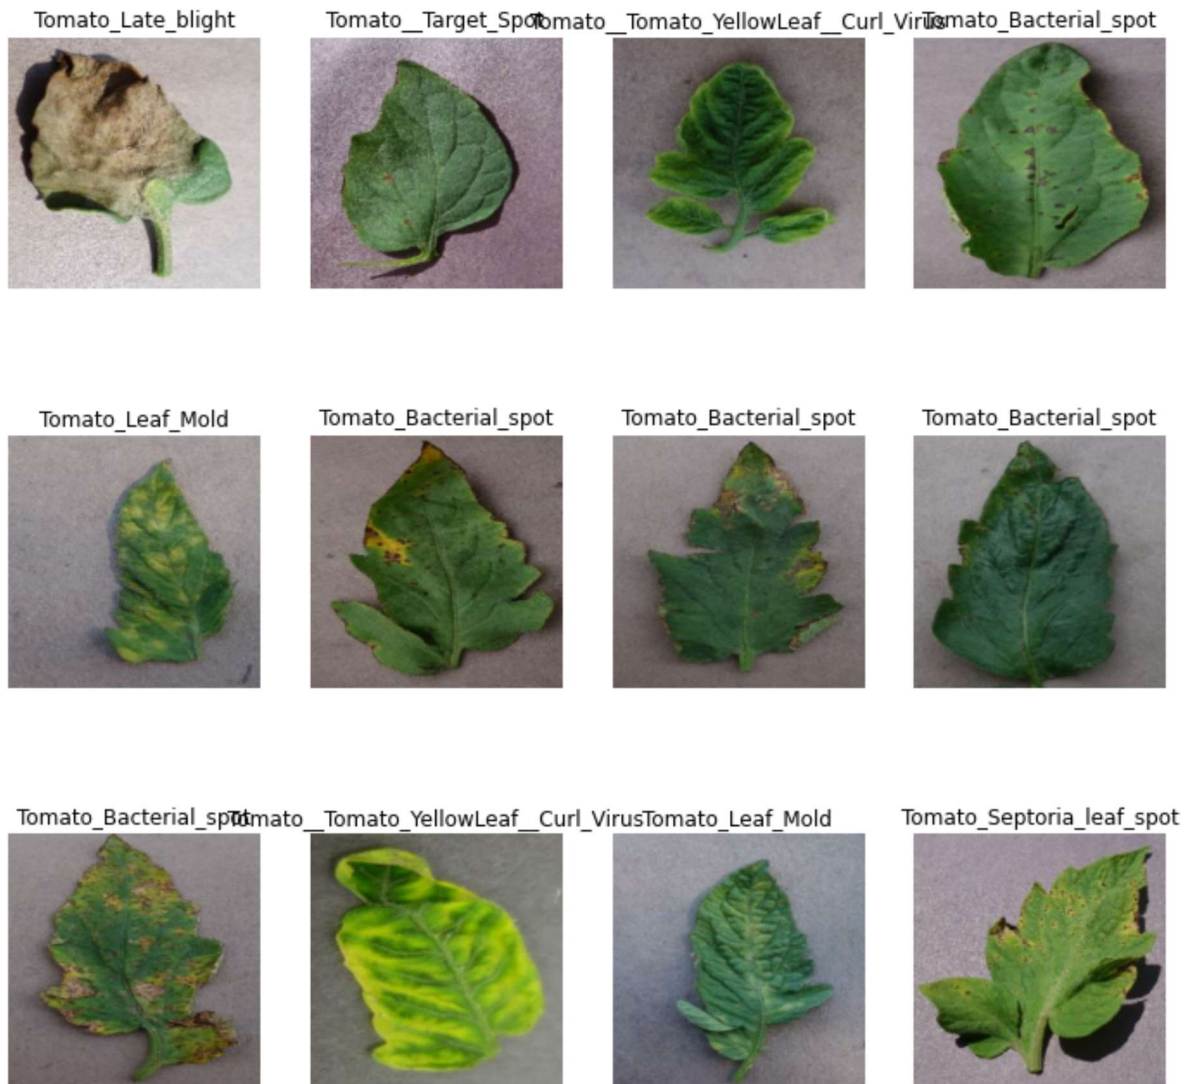 Tomato_Late_blight
Tomato__Target_Spot
Tomato__Tomato_YellowLeaf__Curl_Virus
Tomato_Bacterial_spot
Tomato_Leaf_Mold
Tomato_Bacterial_spot
Tomato_Bacterial_spot
Tomato_Bacterial_spot
Tomato_Bacterial_spot
Tomato__Tomato_YellowLeaf__Curl_Virus
Tomato_Leaf_Mold
Tomato_Septoria_leaf_spot